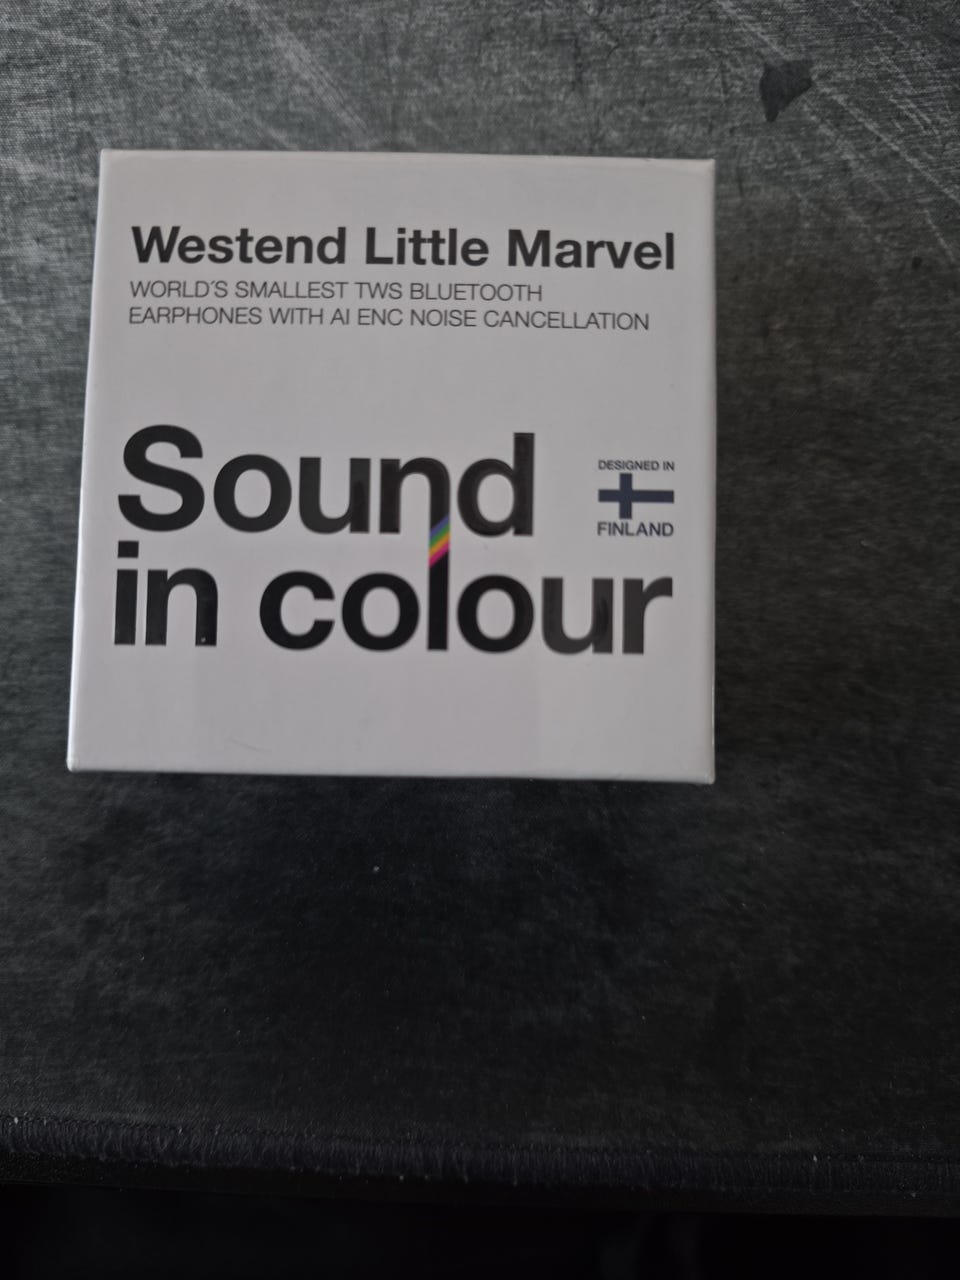 Westend Little Marvel
WORLD´S SMALLEST TWS BLUETOOTH
EARPHONES WITH AI ENC NOISE CANCELLATION
Sound
in colour
DESIGNED IN
FINLAND